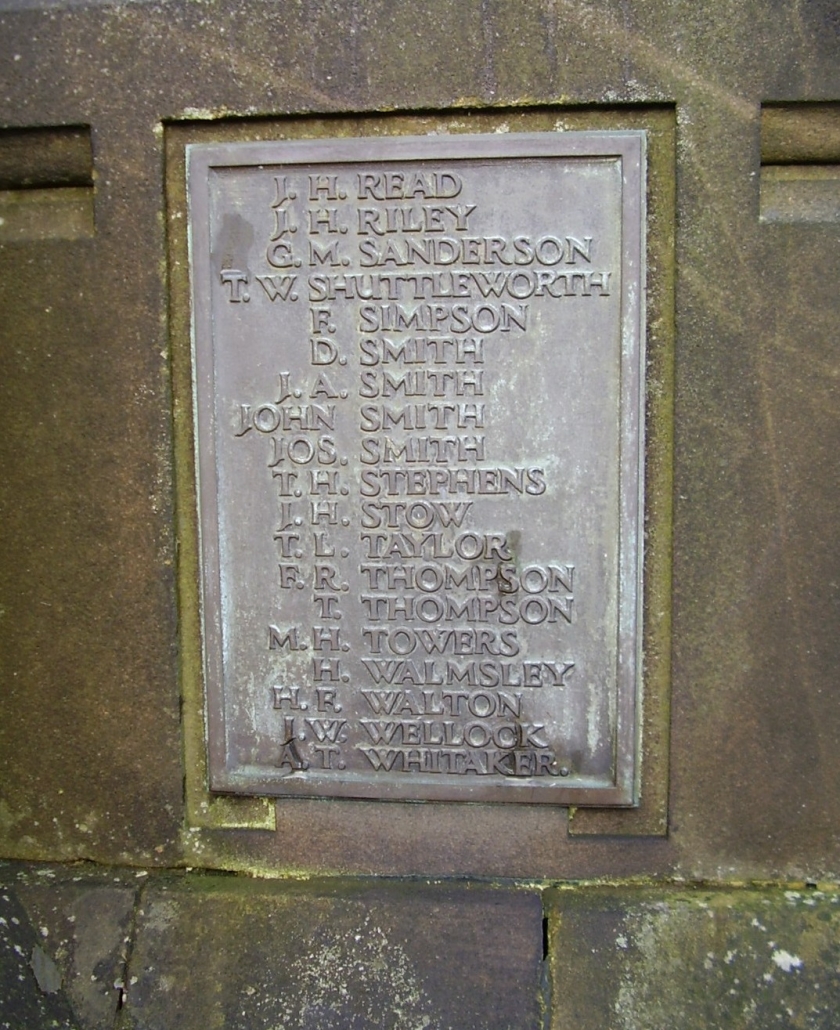 J. H. READ
J. H. RILEY
G. M. SANDERSON
T. W. SHUTTLEWORTH
F. SIMPSON
D. SMITH
J. A. SMITH
JOHN SMITH
JOS. SMITH
T. H. STEPHENS
J. H. STOW
T. L. TAYLOR
F. R. THOMPSON
T. THOMPSON
M. H. TOWERS
H. WALMSLEY
H. F. WALTON
J. W. WELLOCK
A. T. WHITAKER.